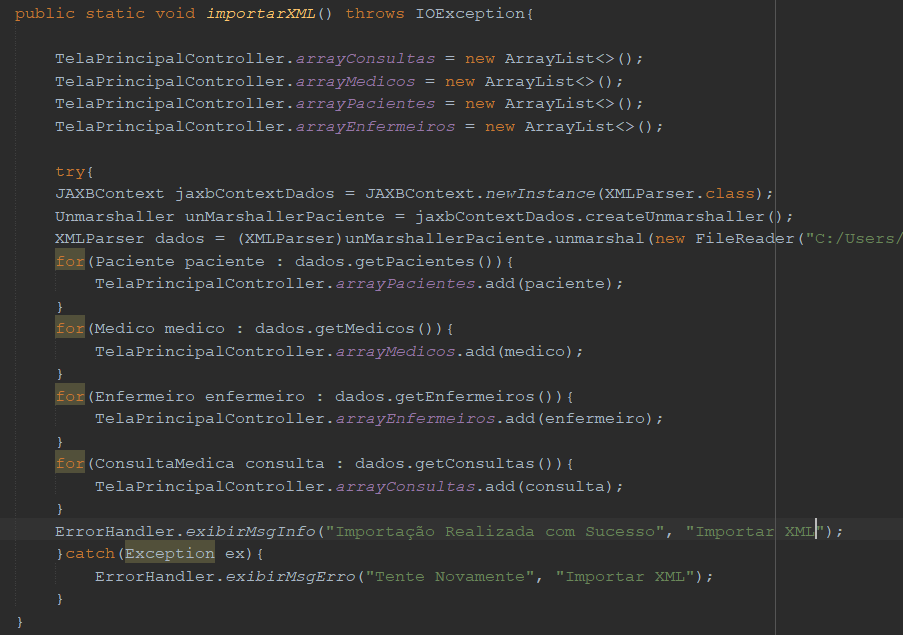 public static void importarXML() throws IOException{
TelaPrincipalController.arrayConsultas = new ArrayList<>();
TelaPrincipalController.arrayMedicos = new ArrayList<>();
TelaPrincipalController.arrayPacientes = new ArrayList<>();
TelaPrincipalController.arrayEnfermeiros = new ArrayList<>();
try{
JAXBContext jaxbContextDados = JAXBContext.newInstance(XMLParser.class);
Unmarshaller unMarshallerPaciente = jaxbContextDados.createUnmarshaller();
XMLParser dados = (XMLParser)unMarshallerPaciente.unmarshal(new FileReader("C:/Users/
for(Paciente paciente : dados.getPacientes()){
TelaPrincipalController.arrayPacientes.add(paciente);
}
for(Medico medico : dados.getMedicos()){
TelaPrincipalController.arrayMedicos.add(medico);
}
for(Enfermeiro enfermeiro : dados.getEnfermeiros()){
TelaPrincipalController.arrayEnfermeiros.add(enfermeiro);
}
for(ConsultaMedica consulta : dados.getConsultas()){
TelaPrincipalController.arrayConsultas.add(consulta);
}
ErrorHandler.exibirMsgInfo("Importação Realizada com Sucesso", "Importar XML");
}catch(Exception ex){
ErrorHandler.exibirMsgErro("Tente Novamente", "Importar XML");
}
}